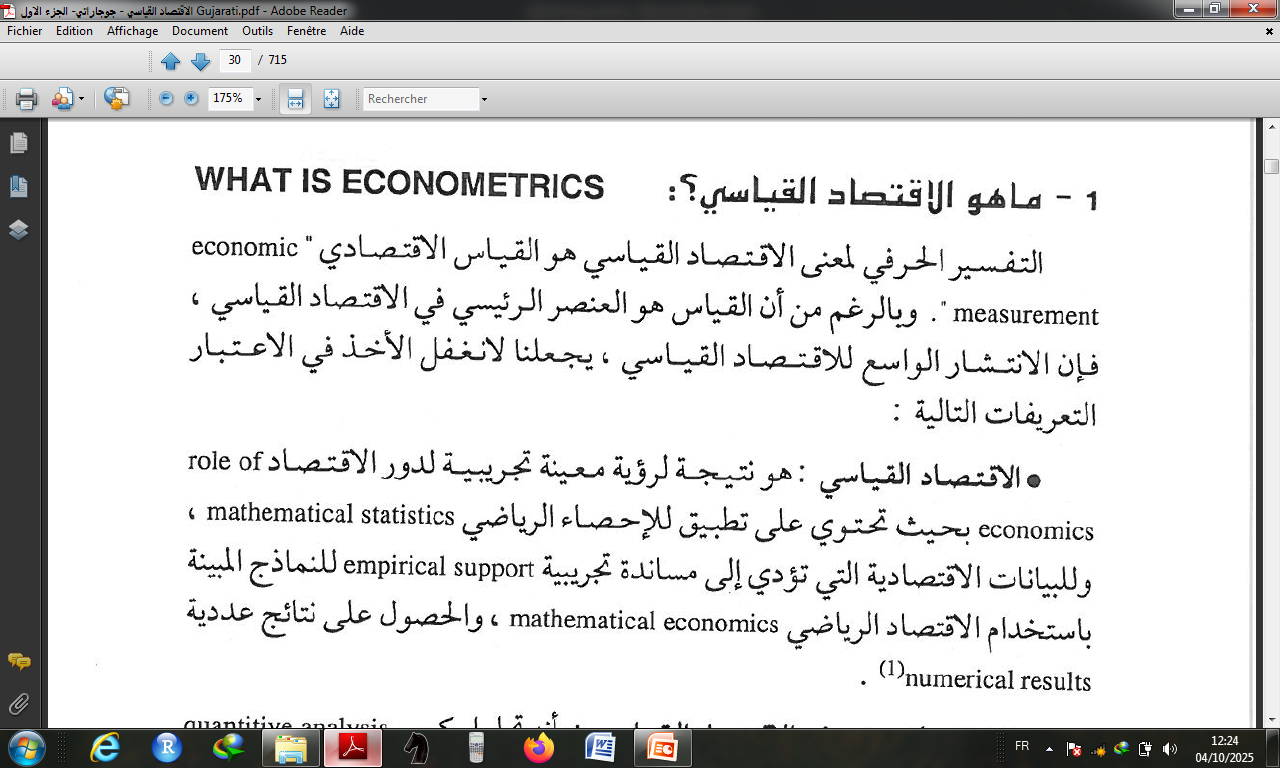 الاقتصاد القياسي - جوجاراتي- الجزء الاول Gujarati.pdf - Adobe Reader
Fichier Edition Affichage Document Outils Fenêtre Aide
30 / 715
175% Rechercher
1 - ماهو الاقتصاد القياسي؟: WHAT IS ECONOMETRICS
التفسير الحرفي لمعنى الاقتصاد القياسي هو القياس الاقتصادي " economic
measurement ". وبالرغم من أن القياس هو العنصر الرئيسي في الاقتصاد القياسي ،
فإن الانتشار الواسع للاقتصاد القياسي ، يجعلنا لانغفل الأخذ في الاعتبار
التعريفات التالية :
● الاقتصاد القياسي : هو نتيجة لرؤية معينة تجريبية لدور الاقتصاد role of
economics بحيث تحتوي على تطبيق للإحصاء الرياضي mathematical statistics ،
وللبيانات الاقتصادية التي تؤدي إلى مساندة تجريبية empirical support للنماذج المبينة
باستخدام الاقتصاد الرياضي mathematical economics ، والحصول على نتائج عددية
numerical results(1) .
quantitive analysis
FR
12:24
04/10/2025